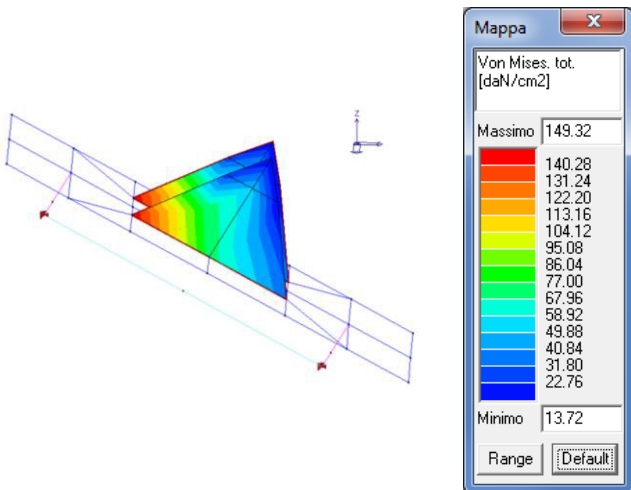 Mappa
Von Mises. tot.
[daN/cm2]
Massimo 149.32
140.28
131.24
122.20
113.16
104.12
95.08
86.04
77.00
67.96
58.92
49.88
40.84
31.80
22.76
Minimo 13.72
Range Default
z